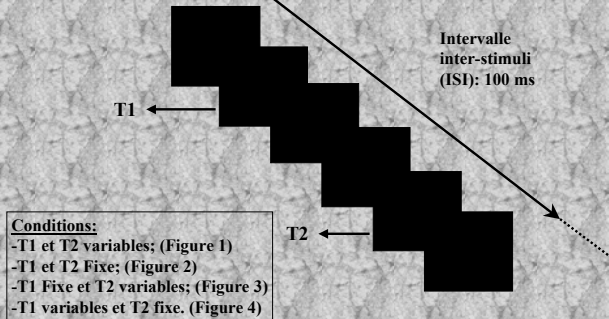 Intervalle
inter-stimuli
(ISI): 100 ms
T1
T2
Conditions:
-T1 et T2 variables; (Figure 1)
-T1 et T2 Fixe; (Figure 2)
-T1 Fixe et T2 variables; (Figure 3)
-T1 variables et T2 fixe. (Figure 4)